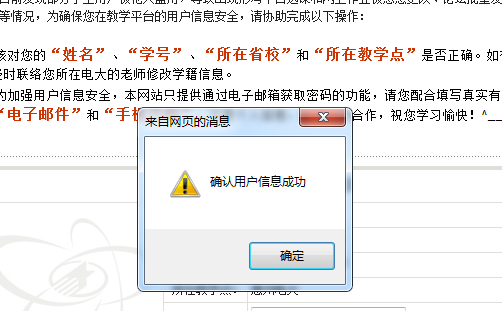 等情况，为确保您在教学平台的用户信息安全，请协助完成以下操作：
核对您的“姓名”、“学号”、“所在省校”和“所在教学点”是否正确。如有
时联络您所在电大的老师修改学籍信息。
为加强用户信息安全，本网站只提供通过电子邮箱获取密码的功能，请您配合填写真实有
“电子邮件”和“手机 合作，祝您学习愉快！^__
来自网页的消息
确认用户信息成功
确定